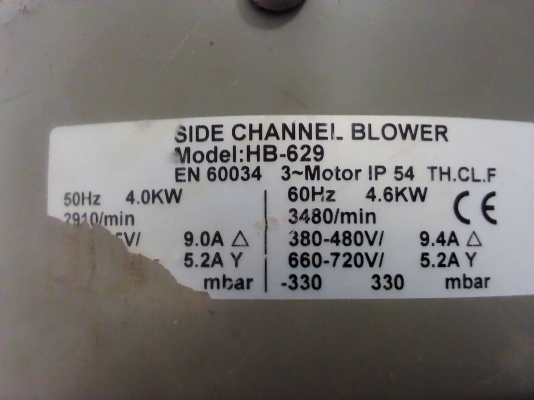 SIDE CHANNEL BLOWER
Model:HB-629
EN 60034 3~Motor IP 54 TH.CL.F
50Hz 4.0KW 60Hz 4.6KW CE
2910/min 3480/min
5V/ 9.0A △ 380-480V/ 9.4A △
5.2A Y 660-720V/ 5.2A Y
mbar -330 330 mbar